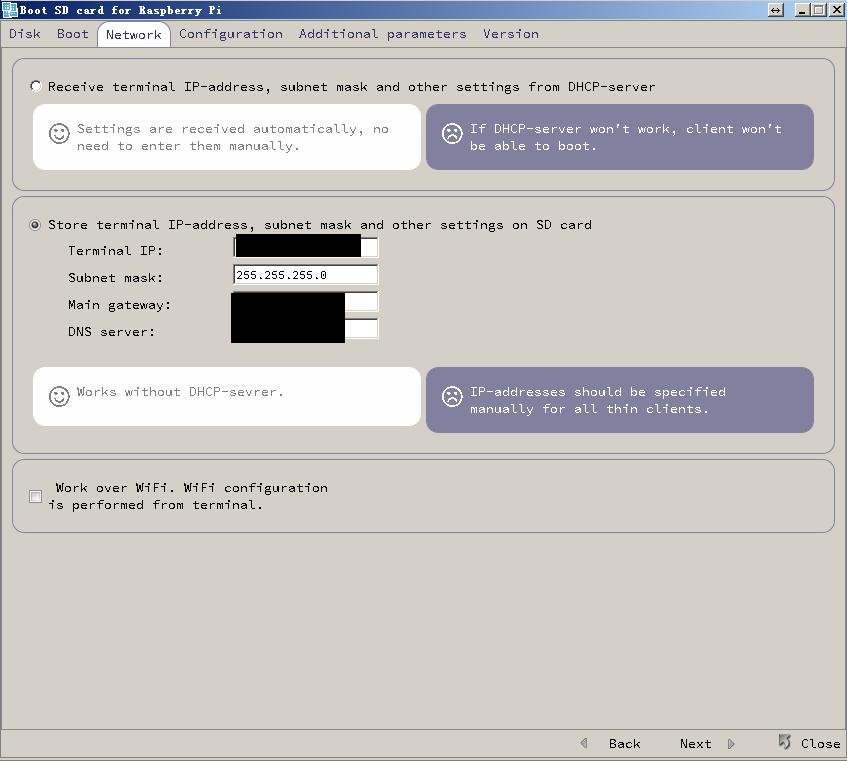 Boot SD card for Raspberry Pi
Disk Boot Network Configuration Additional parameters Version
Receive terminal IP-address, subnet mask and other settings from DHCP-server
Settings are received automatically, no
need to enter them manually.
If DHCP-server won't work, client won't
be able to boot.
Store terminal IP-address, subnet mask and other settings on SD card
Terminal IP:
Subnet mask: 255.255.255.0
Main gateway:
DNS server:
Works without DHCP-sevrer.
IP-addresses should be specified
manually for all thin clients.
Work over WiFi. WiFi configuration
is performed from terminal.
Back Next Close